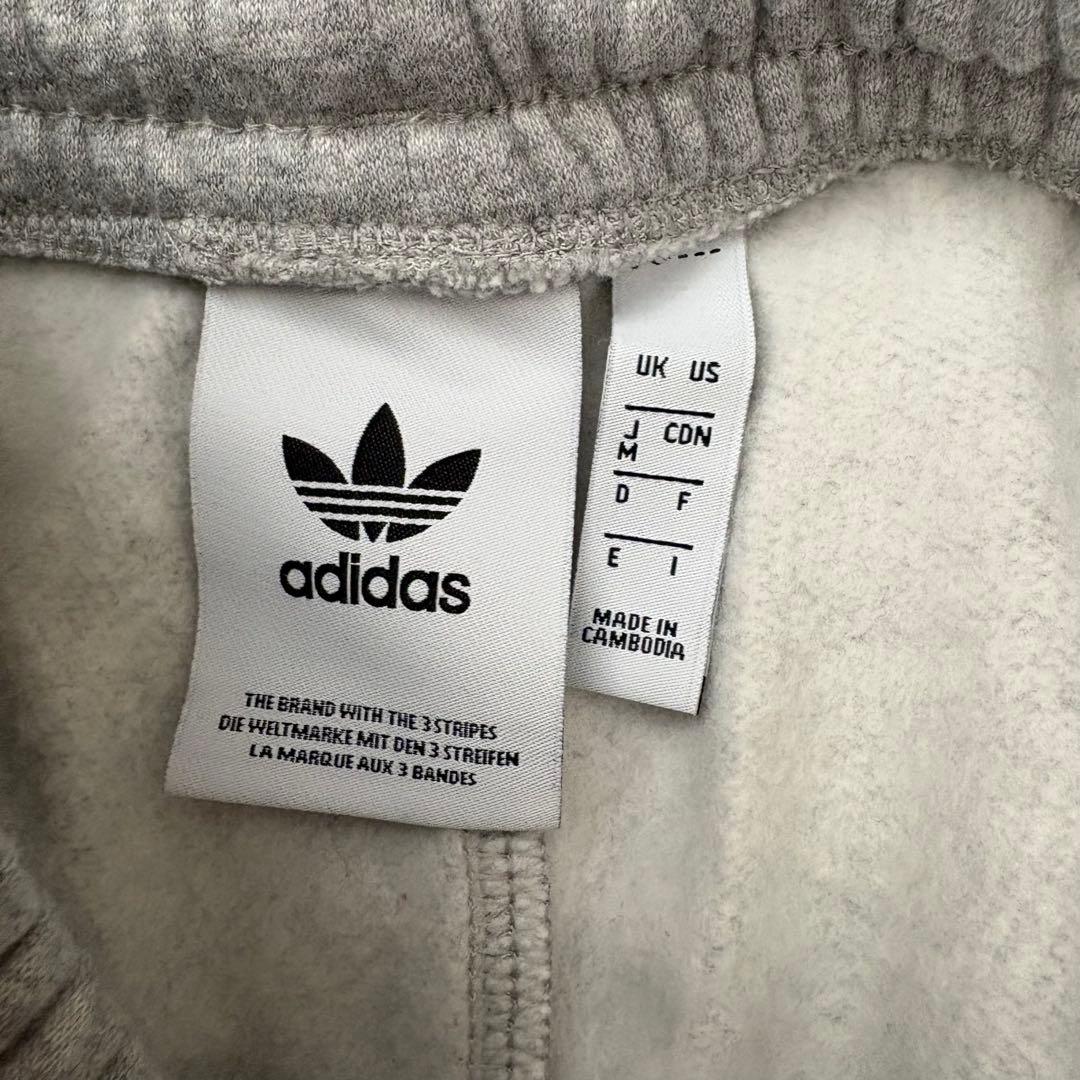 adidas
THE BRAND WITH THE 3 STRIPES
DIE WELTMARKE MIT DEN 3 STREIFEN
LA MARQUE AUX 3 BANDES
UK US
J CDN
M
D F
E I
MADE IN
CAMBODIA